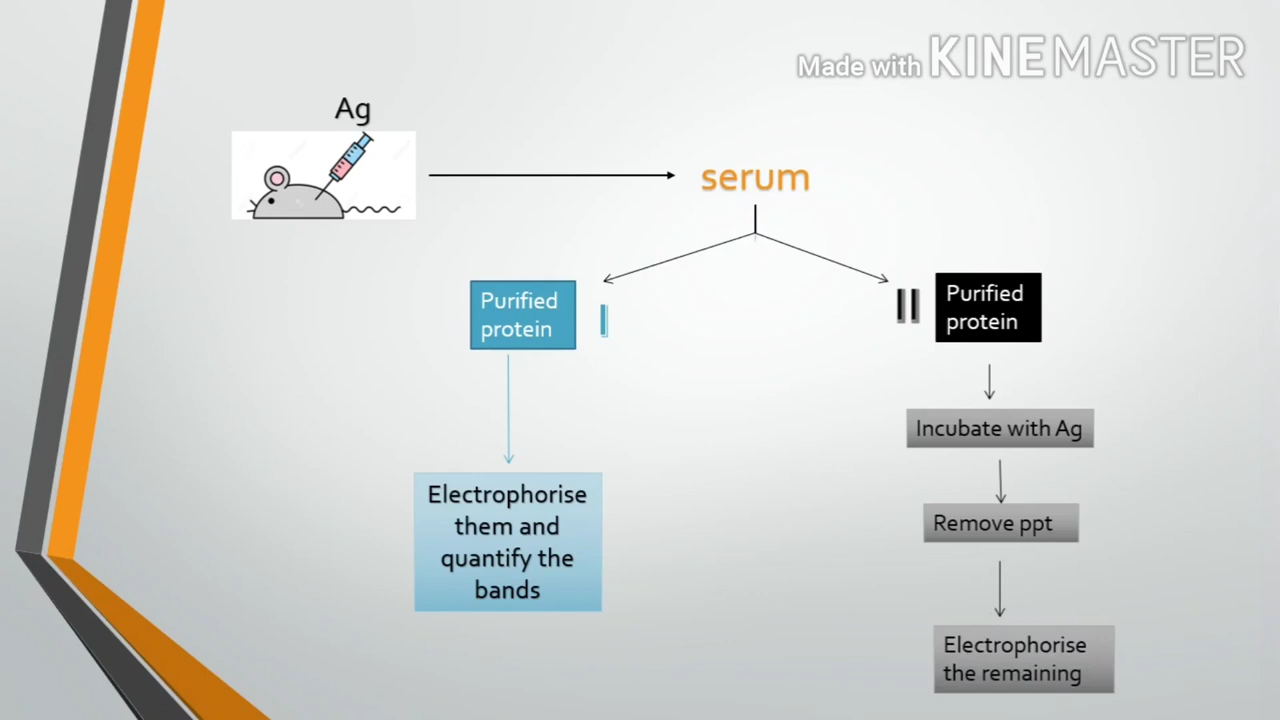 Made with KINEMASTER
Ag
serum
Purified
protein
I
II
Purified
protein
Incubate with Ag
Remove ppt
Electrophorise
them and
quantify the
bands
Electrophorise
the remaining